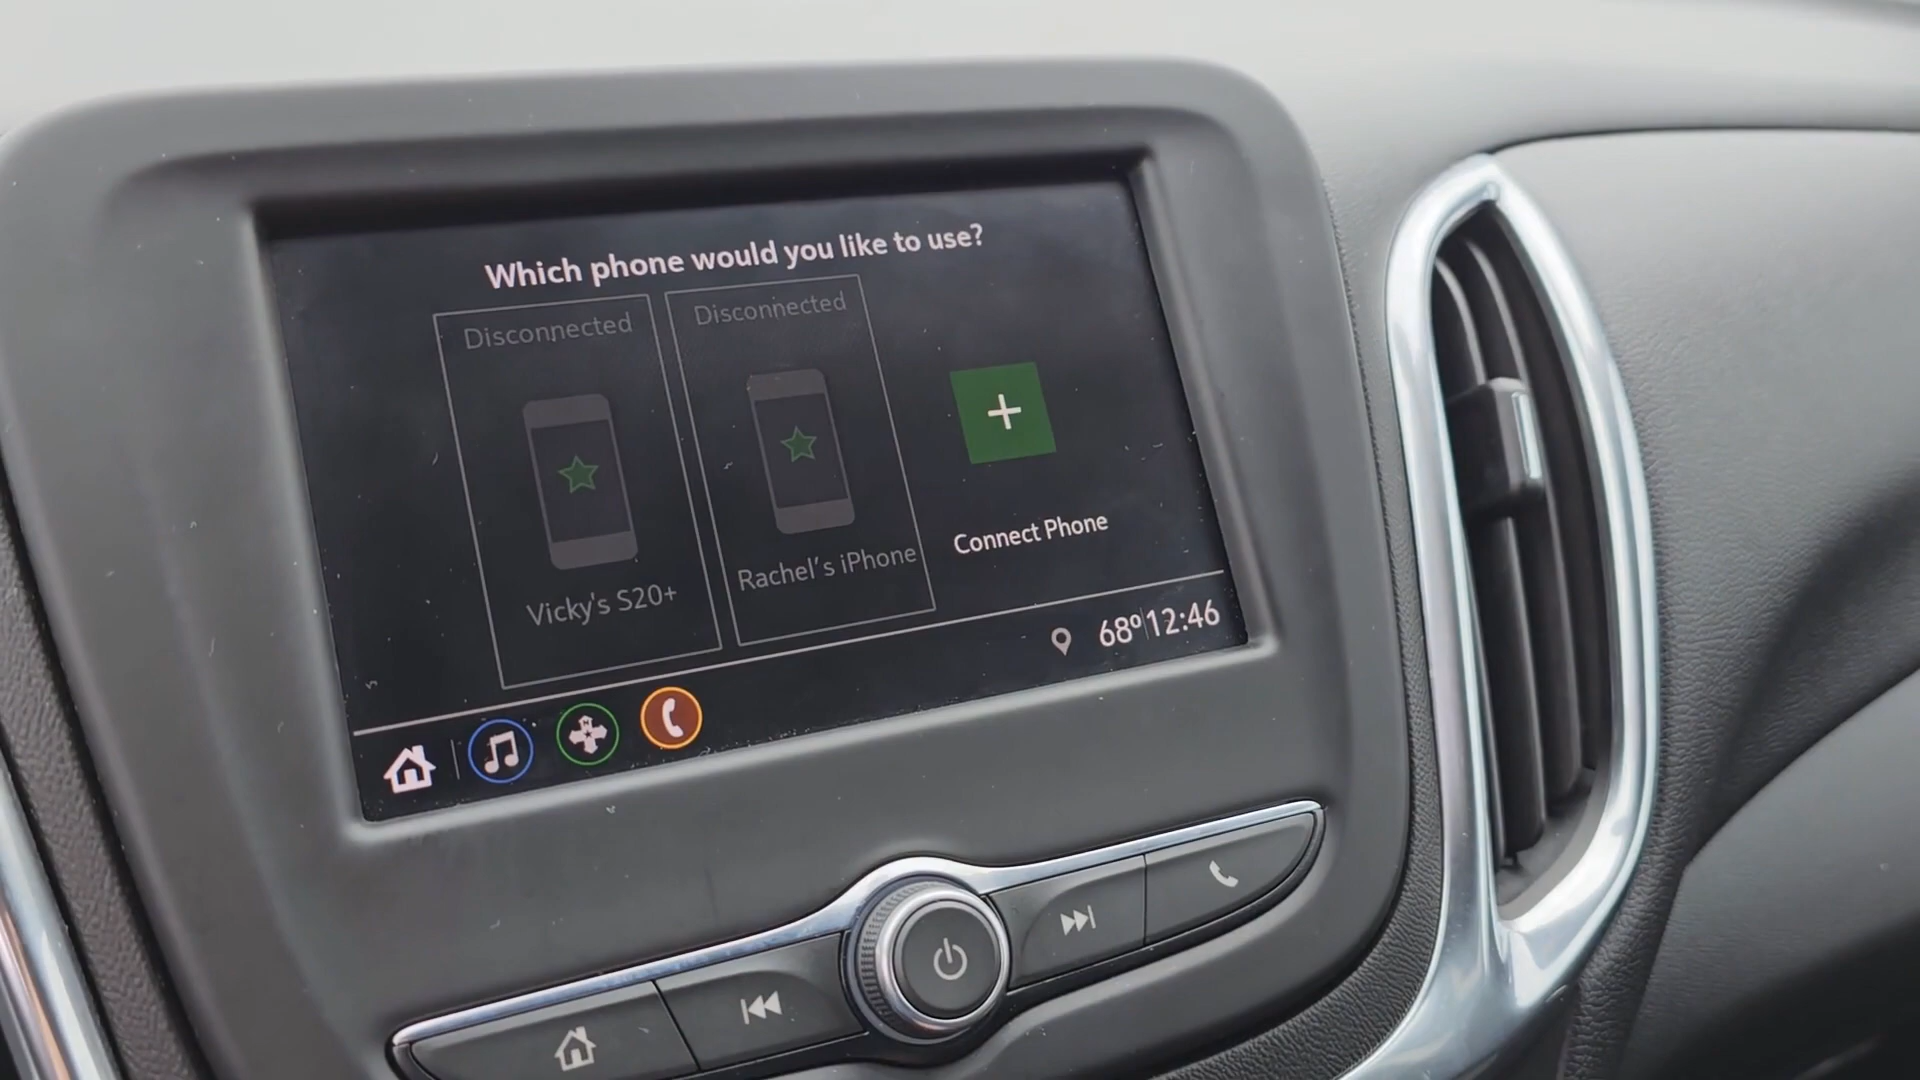 Which phone would you like to use?
Disconnected
Disconnected
Vicky's S20+
Rachel's iPhone
Connect Phone
68° 12:46